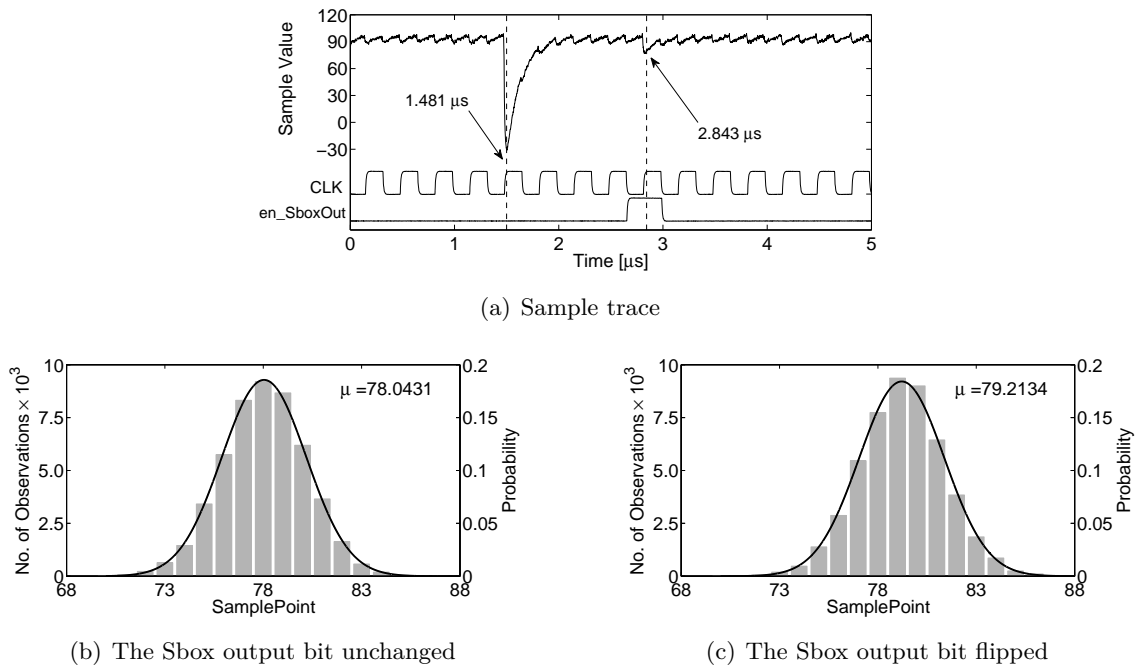 120
90
60
30
0
−30
Sample Value
1.481 μs
2.843 μs
CLK
en_SboxOut
0 1 2 3 4 5
Time [μs]
(a) Sample trace
10
7.5
5.0
2.5
0
No. of Observations × 10³
μ =78.0431
0.2
0.15
0.1
0.05
0
Probability
68 73 78 83 88
SamplePoint
(b) The Sbox output bit unchanged
10
7.5
5.0
2.5
0
No. of Observations × 10³
μ =79.2134
0.2
0.15
0.1
0.05
0
Probability
68 73 78 83 88
SamplePoint
(c) The Sbox output bit flipped